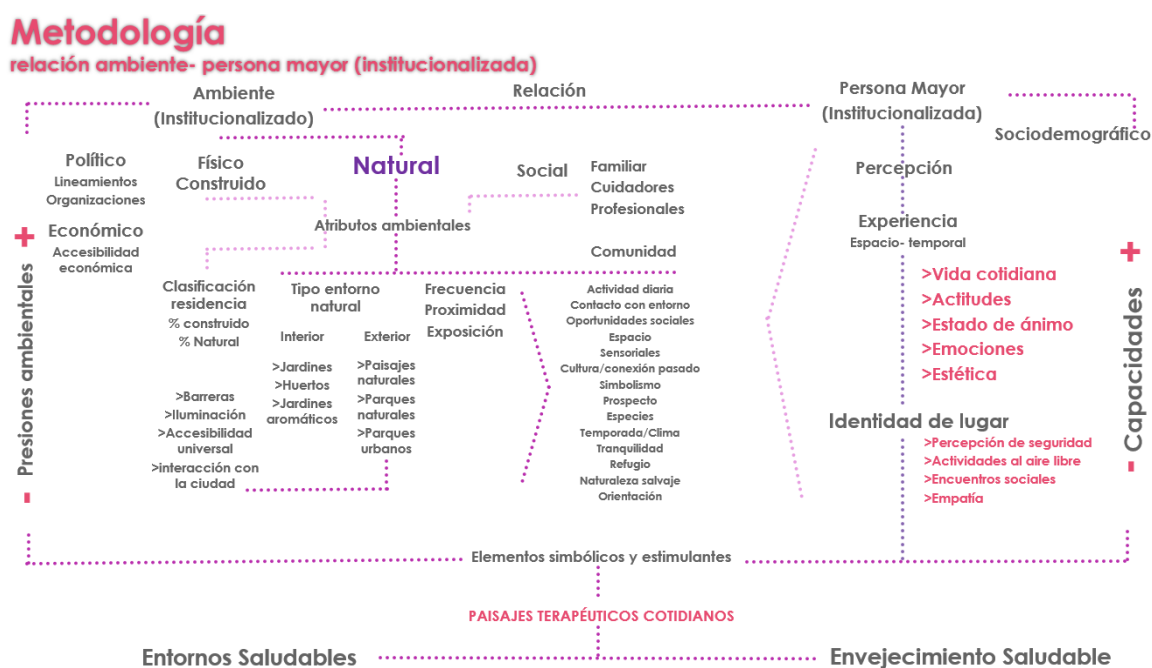 Metodología
relación ambiente- persona mayor (institucionalizada)
Ambiente
(Institucionalizado)
Relación
Persona Mayor
(Institucionalizada)
Sociodemográfico
Político
Lineamientos
Organizaciones
Económico
Accesibilidad
económica
Físico
Construido
Natural
Social
Familiar
Cuidadores
Profesionales
Comunidad
Atributos ambientales
Percepción
Experiencia
Espacio- temporal
>Vida cotidiana
>Actitudes
>Estado de ánimo
>Emociones
>Estética
Identidad de lugar
>Percepción de seguridad
>Actividades al aire libre
>Encuentros sociales
>Empatía
+
Presiones ambientales
-
+
Capacidades
-
Clasificación
residencia
% construido
% Natural
>Barreras
>Iluminación
>Accesibilidad
universal
>interacción con
la ciudad
Tipo entorno
natural
Interior
>Jardines
>Huertos
>Jardines
aromáticos
Exterior
>Paisajes
naturales
>Parques
naturales
>Parques
urbanos
Frecuencia
Proximidad
Exposición
Actividad diaria
Contacto con entorno
Oportunidades sociales
Espacio
Sensoriales
Cultura/conexión pasado
Simbolismo
Prospecto
Especies
Temporada/Clima
Tranquilidad
Refugio
Naturaleza salvaje
Orientación
Elementos simbólicos y estimulantes
PAISAJES TERAPÉUTICOS COTIDIANOS
Entornos Saludables
Envejecimiento Saludable